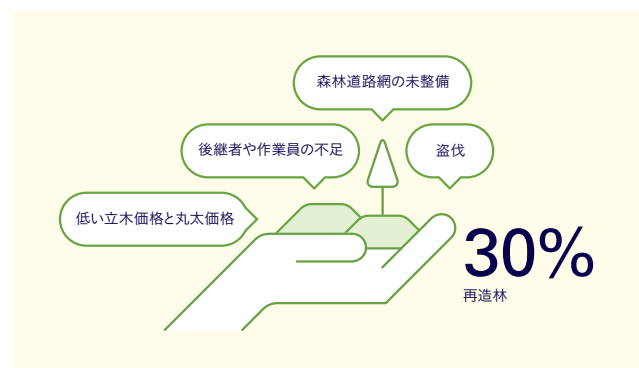 森林道路網の未整備
後継者や作業員の不足
盗伐
低い立木価格と丸太価格
30%
再造林